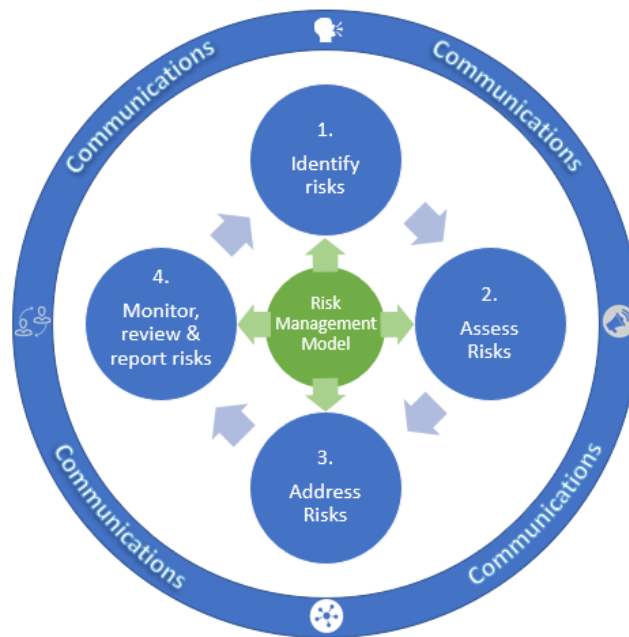 Communications
Communications
1.
Identify
risks
2.
Assess
Risks
Risk
Management
Model
4.
Monitor,
review &
report risks
3.
Address
Risks
Communications
Communications